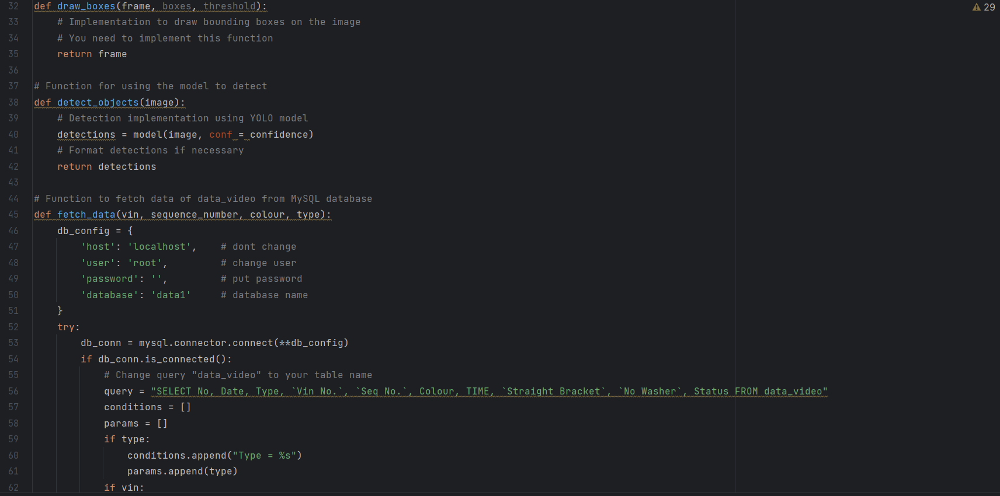 29
32 def draw_boxes(frame, boxes, threshold):
33     # Implementation to draw bounding boxes on the image
34     # You need to implement this function
35     return frame
36
37 # Function for using the model to detect
38 def detect_objects(image):
39     # Detection implementation using YOLO model
40     detections = model(image, conf = confidence)
41     # Format detections if necessary
42     return detections
43
44 # Function to fetch data of data_video from MySQL database
45 def fetch_data(vin, sequence_number, colour, type):
46     db_config = {
47         'host': 'localhost',    # dont change
48         'user': 'root',         # change user
49         'password': '',         # put password
50         'database': 'data1'     # database name
51     }
52     try:
53         db_conn = mysql.connector.connect(**db_config)
54         if db_conn.is_connected():
55             # Change query "data_video" to your table name
56             query = "SELECT No, Date, Type, `Vin No.`, `Seq No.`, Colour, TIME, `Straight Bracket`, `No Washer`, Status FROM data_video"
57             conditions = []
58             params = []
59             if type:
60                 conditions.append("Type = %s")
61                 params.append(type)
62             if vin: